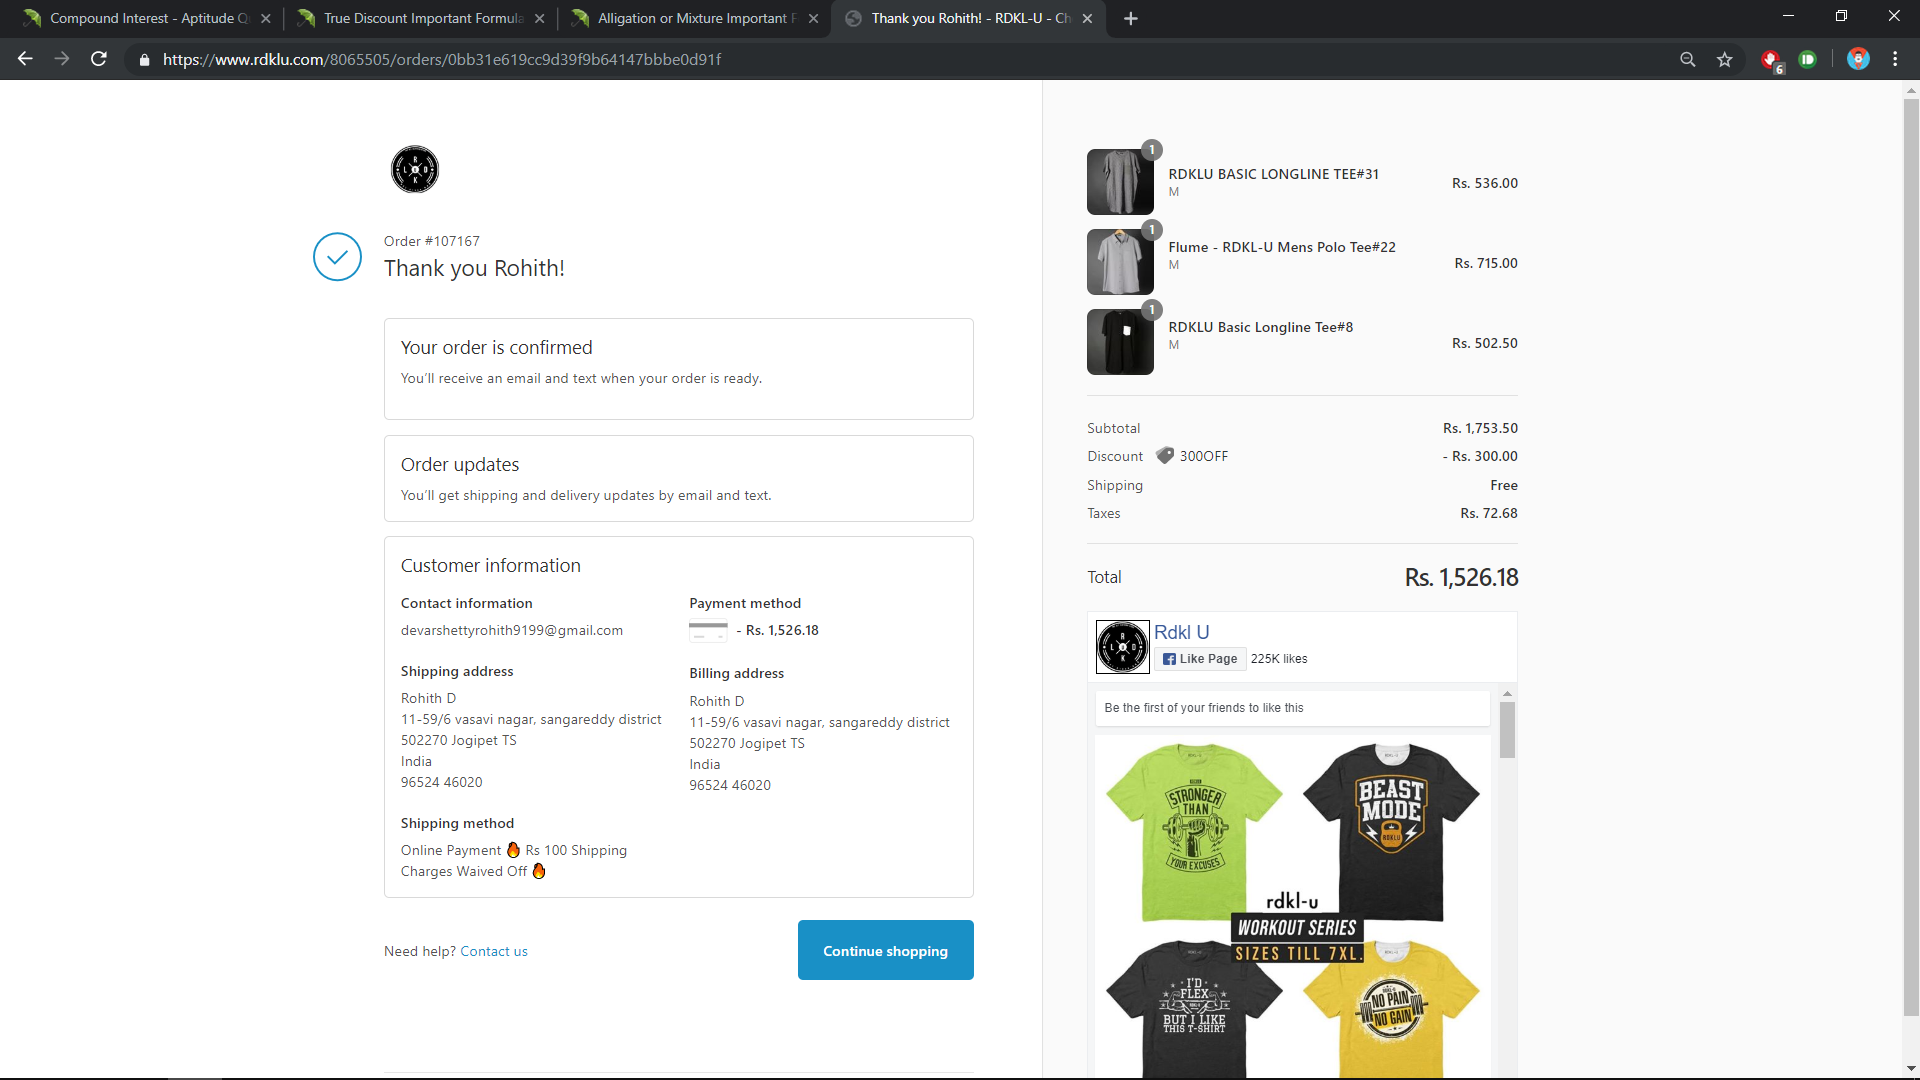 Compound Interest - Aptitude Q
True Discount Important Formula
Alligation or Mixture Important F
Thank you Rohith! - RDKL-U - Ch
https://www.rdklu.com/8065505/orders/0bb31e619cc9d39f9b64147bbbe0d91f
6
Order #107167
Thank you Rohith!
Your order is confirmed
You'll receive an email and text when your order is ready.
Order updates
You'll get shipping and delivery updates by email and text.
Customer information
Contact information
devarshettyrohith9199@gmail.com
Payment method
- Rs. 1,526.18
Shipping address
Rohith D
11-59/6 vasavi nagar, sangareddy district
502270 Jogipet TS
India
96524 46020
Billing address
Rohith D
11-59/6 vasavi nagar, sangareddy district
502270 Jogipet TS
India
96524 46020
Shipping method
Online Payment 🔥 Rs 100 Shipping
Charges Waived Off 🔥
Need help? Contact us
Continue shopping
1
RDKLU BASIC LONGLINE TEE#31
M
Rs. 536.00
1
Flume - RDKL-U Mens Polo Tee#22
M
Rs. 715.00
1
RDKLU Basic Longline Tee#8
M
Rs. 502.50
Subtotal Rs. 1,753.50
Discount 300OFF - Rs. 300.00
Shipping Free
Taxes Rs. 72.68
Total Rs. 1,526.18
Rdkl U
Like Page 225K likes
Be the first of your friends to like this
STRONGER
THAN
YOUR EXCUSES
BEAST
MODE
RDKLU
rdkl-u
WORKOUT SERIES
SIZES TILL 7XL.
I'D
FLEX
BUT I LIKE
THIS T-SHIRT
NO PAIN
NO GAIN